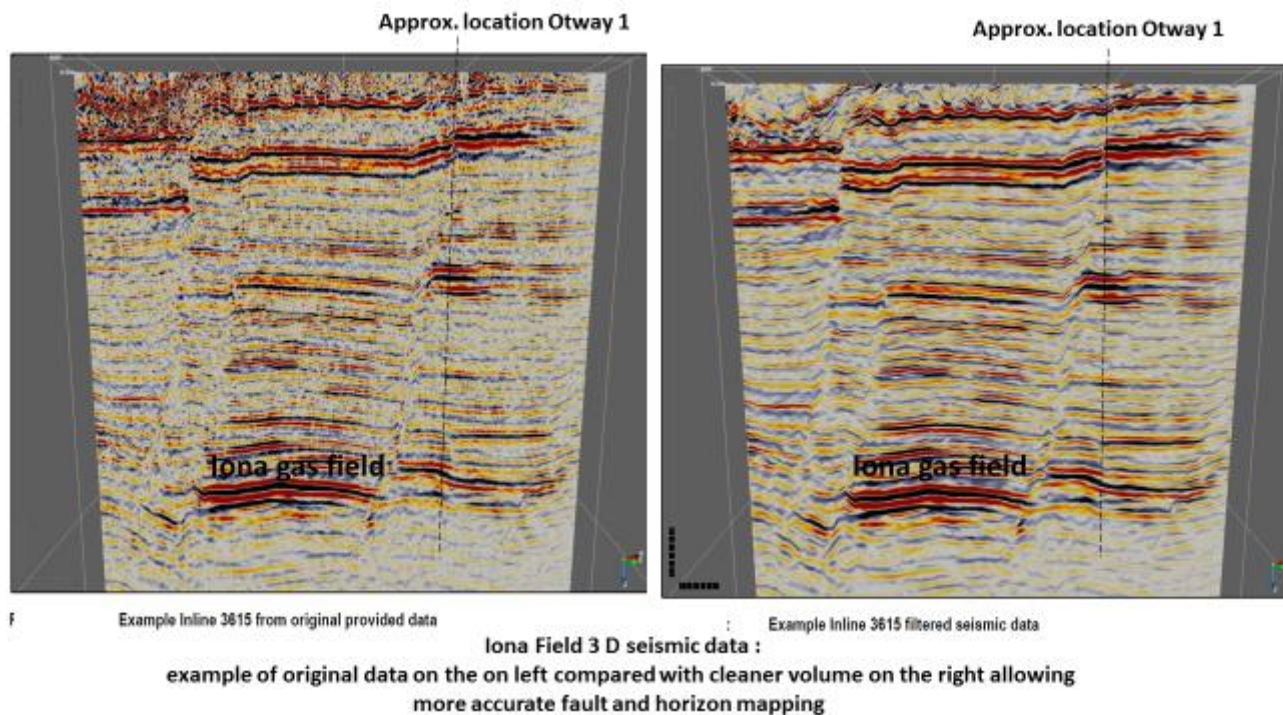 Approx. location Otway 1
Approx. location Otway 1
Iona gas field
Iona gas field
F
Example Inline 3615 from original provided data
: Example Inline 3615 filtered seismic data
Iona Field 3 D seismic data :
example of original data on the on left compared with cleaner volume on the right allowing
more accurate fault and horizon mapping